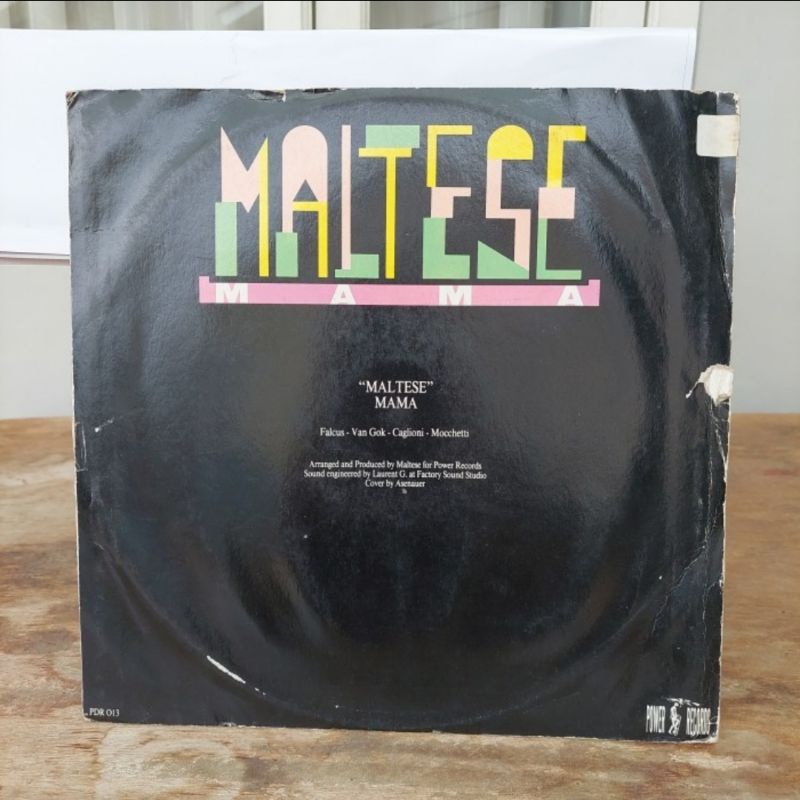 MALTESE
MAMA
“MALTESE”
MAMA
Falcus - Van Gok - Caglioni - Mocchetti
Arranged and Produced by Maltese for Power Records
Sound engineered by Laurent G. at Factory Sound Studio
Cover by Asenauer
PDR 013
POWER RECORDS